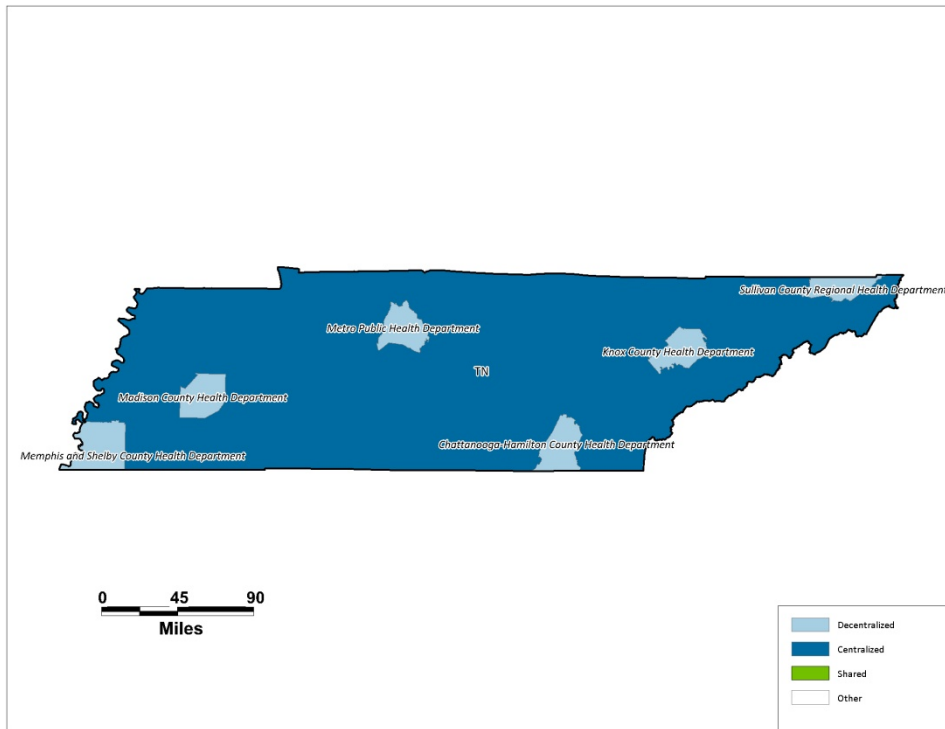 Sullivan County Regional Health Department
Metro Public Health Department
Knox County Health Department
TN
Madison County Health Department
Chattanooga-Hamilton County Health Department
Memphis and Shelby County Health Department
0 45 90
Miles
Decentralized
Centralized
Shared
Other